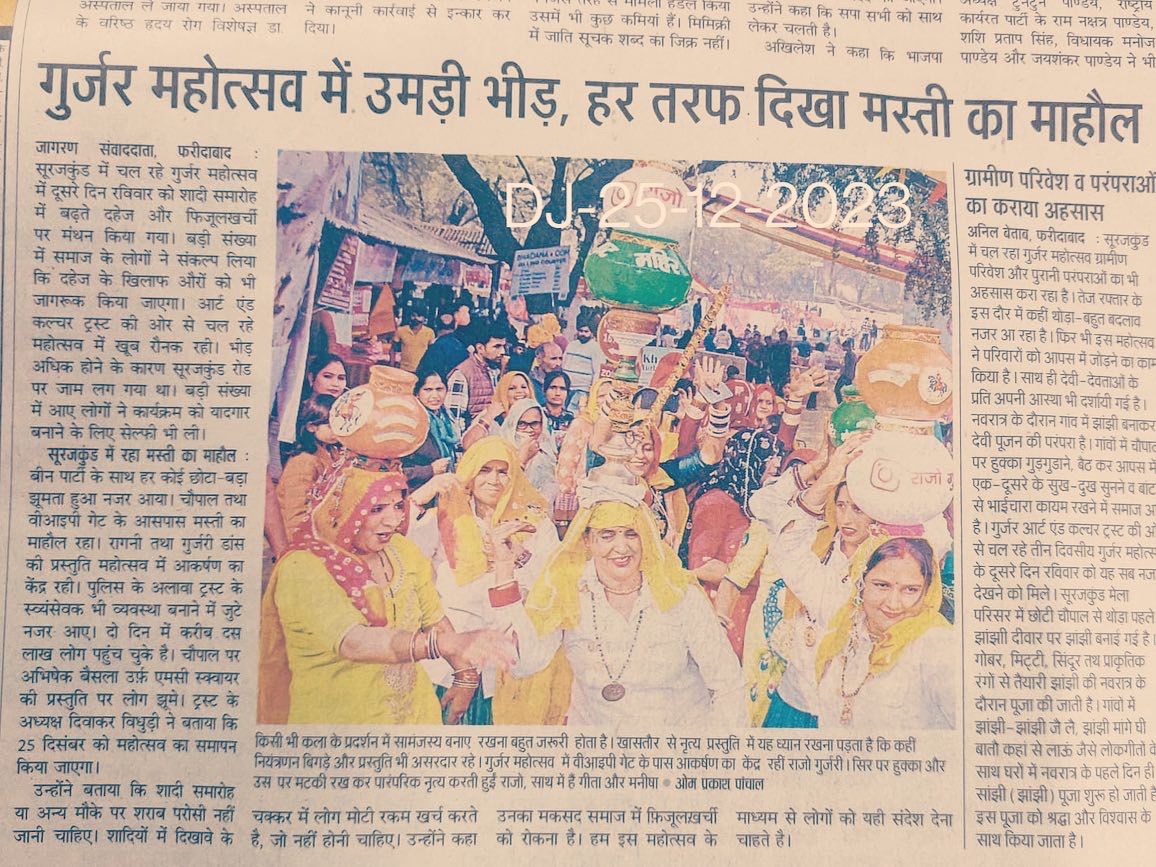 अस्पताल ले जाया गया। अस्पताल
के वरिष्ठ हृदय रोग विशेषज्ञ डा.
ने कानूनी कार्रवाई से इन्कार कर
दिया।
उसमें भी कुछ कमियां हैं। मिमिक्री
में जाति सूचक शब्द का जिक्र नहीं।
उन्होंने कहा कि सपा सभी को साथ
लेकर चलती है।
अखिलेश ने कहा कि भाजपा
कार्यरत पार्टी के राम नक्षत्र पाण्डेय,
शशि प्रताप सिंह, विधायक मनोज
पाण्डेय और जयशंकर पाण्डेय ने भी
गुर्जर महोत्सव में उमड़ी भीड़, हर तरफ दिखा मस्ती का माहौल
जागरण संवाददाता, फरीदाबाद :
सूरजकुंड में चल रहे गुर्जर महोत्सव
में दूसरे दिन रविवार को शादी समारोह
में बढ़ते दहेज और फिजूलखर्ची
पर मंथन किया गया। बड़ी संख्या
में समाज के लोगों ने संकल्प लिया
कि दहेज के खिलाफ औरों को भी
जागरूक किया जाएगा। आर्ट एंड
कल्चर ट्रस्ट की ओर से चल रहे
महोत्सव में खूब रौनक रही। भीड़
अधिक होने के कारण सूरजकुंड रोड
पर जाम लग गया था। बड़ी संख्या
में आए लोगों ने कार्यक्रम को यादगार
बनाने के लिए सेल्फी भी ली।
सूरजकुंड में रहा मस्ती का माहौल :
बीन पार्टी के साथ हर कोई छोटा-बड़ा
झूमता हुआ नजर आया। चौपाल तथा
वीआइपी गेट के आसपास मस्ती का
माहौल रहा। रागनी तथा गुर्जरी डांस
की प्रस्तुति महोत्सव में आकर्षण का
केंद्र रही। पुलिस के अलावा ट्रस्ट के
स्व्यंसेवक भी व्यवस्था बनाने में जुटे
नजर आए। दो दिन में करीब दस
लाख लोग पहुंच चुके है। चौपाल पर
अभिषेक बैसला उर्फ़ एमसी स्क्वायर
की प्रस्तुति पर लोग झूमे। ट्रस्ट के
अध्यक्ष दिवाकर विधुड़ी ने बताया कि
25 दिसंबर को महोत्सव का समापन
किया जाएगा।
उन्होंने बताया कि शादी समारोह
या अन्य मौके पर शराब परोसी नहीं
जानी चाहिए। शादियों में दिखावे के
DJ-25-12-2023
राजो
BHADANA
राजो गु
किसी भी कला के प्रदर्शन में सामंजस्य बनाए रखना बहुत जरूरी होता है। खासतौर से नृत्य प्रस्तुति में यह ध्यान रखना पड़ता है कि कहीं
नियंत्रणन बिगड़े और प्रस्तुति भी असरदार रहे। गुर्जर महोत्सव में वीआइपी गेट के पास आकर्षण का केंद्र रहीं राजो गुर्जरी। सिर पर हुक्का और
उस पर मटकी रख कर पारंपरिक नृत्य करती हुईं राजो, साथ में हैं गीता और मनीषा • ओम प्रकाश पांचाल
चक्कर में लोग मोटी रकम खर्च करते
है, जो नहीं होनी चाहिए। उन्होंने कहा
उनका मकसद समाज में फ़िजूलखर्ची
को रोकना है। हम इस महोत्सव के
माध्यम से लोगों को यही संदेश देना
चाहते है।
ग्रामीण परिवेश व परंपराओं
का कराया अहसास
अनिल बेताब, फरीदाबाद : सूरजकुंड
में चल रहा गुर्जर महोत्सव ग्रामीण
परिवेश और पुरानी परंपराओं का भी
अहसास करा रहा है। तेज रफ्तार के
इस दौर में कहीं थोडा-बहुत बदलाव
नजर आ रहा है। फिर भी इस महोत्सव
ने परिवारों को आपस में जोड़ने का काम
किया है। साथ ही देवी-देवताओं के
प्रति अपनी आस्था भी दर्शायी गई है।
नवरात्र के दौरान गांव में झांकी बनाकर
देवी पूजन की परंपरा है। गांवों में चौपाल
पर हुक्का गुड़गुडाने, बैठ कर आपस में
एक-दूसरे के सुख-दुख सुनने व बांट
से भाईचारा कायम रखने में समाज
है। गुर्जर आर्ट एंड कल्चर ट्रस्ट की
से चल रहे तीन दिवसीय गुर्जर महोत्स
के दूसरे दिन रविवार को यह सब नज
देखने को मिले। सूरजकुंड मेला
परिसर में छोटी चौपाल से थोड़ा पहले
झांझी दीवार पर झांझी बनाई गई है।
गोबर, मिट्टी, सिंदूर तथ प्राकृतिक
रंगों से तैयारी झांझी की नवरात्र के
दौरान पूजा की जाती है। गांवों में
झांझी-झांझी जै लै, झांझी मांगे घी
बाती कहां से लाऊं जैसे लोकगीतों के
साथ घरों में नवरात्र के पहले दिन ही
सांझी (झांझी) पूजा शुरू हो जाती है
इस पूजा को श्रद्धा और विश्वास के
साथ किया जाता है।